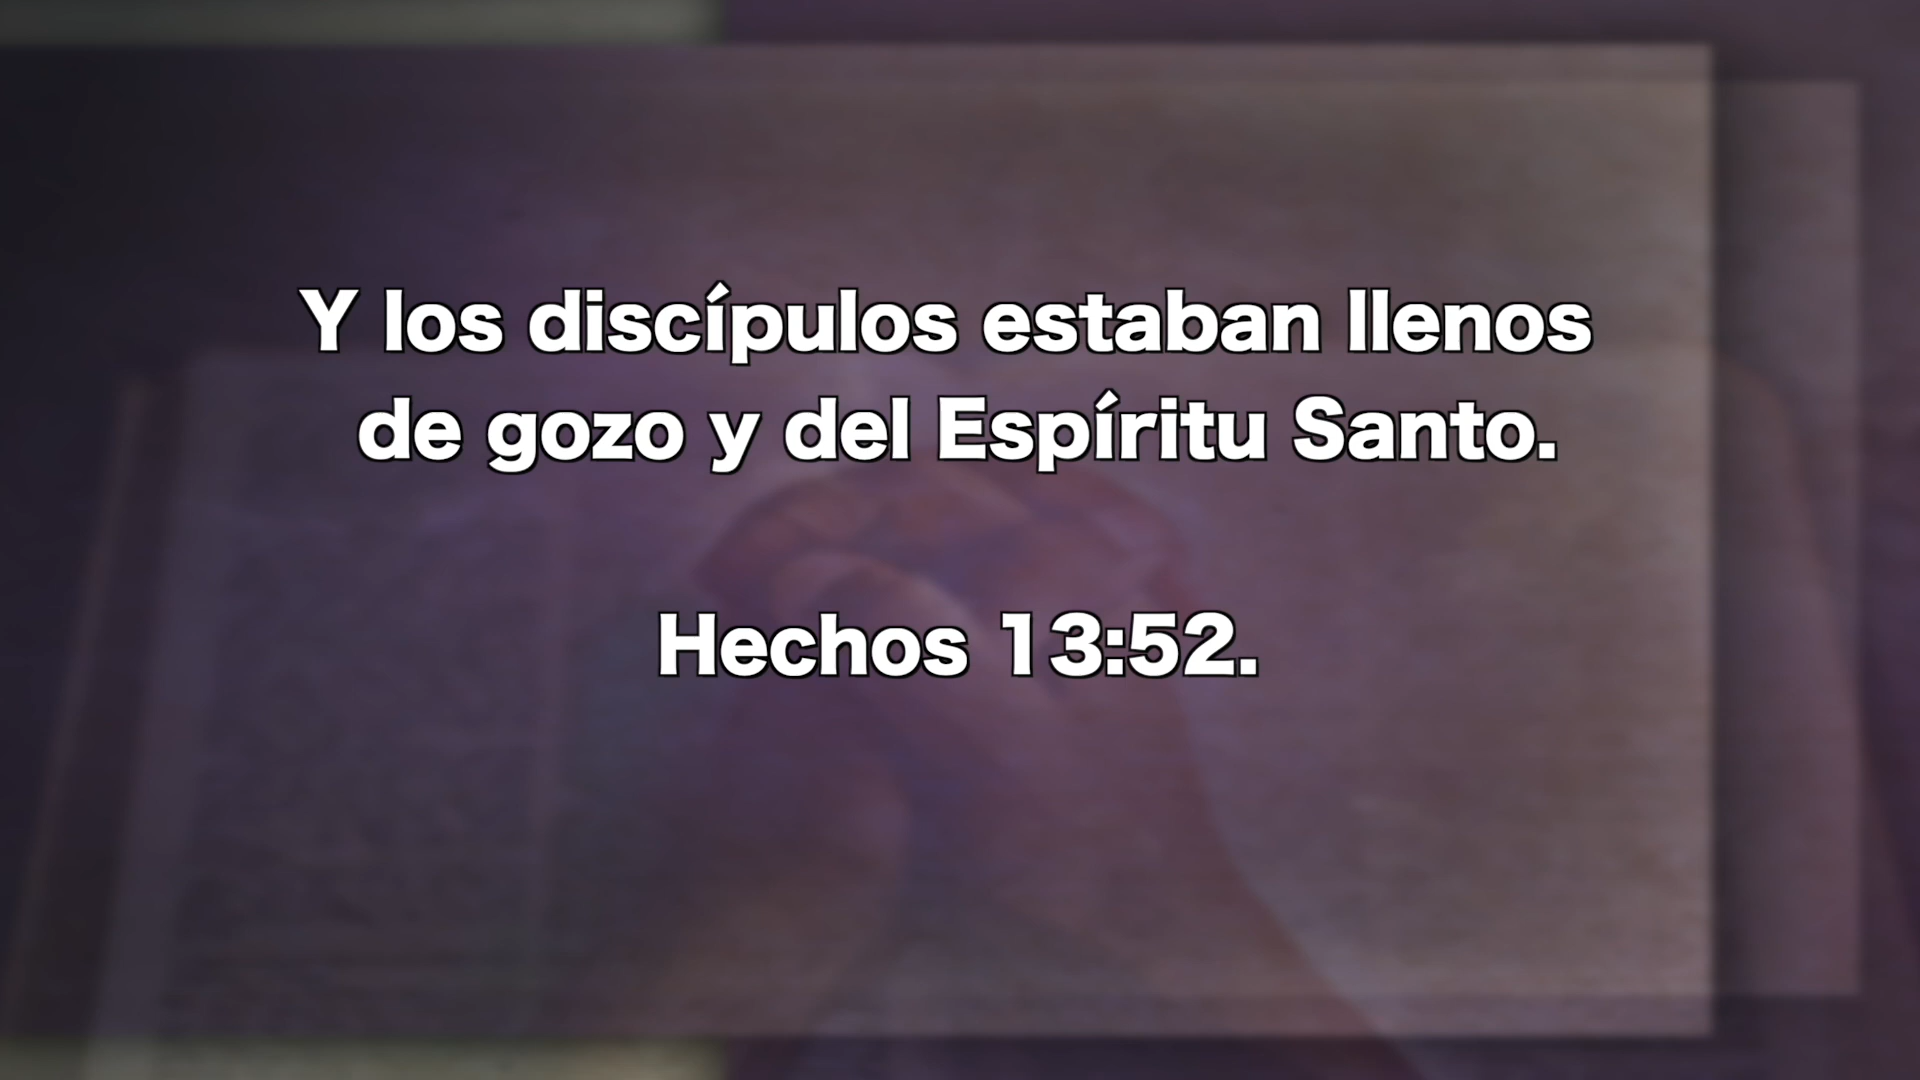 Y los discípulos estaban llenos
de gozo y del Espíritu Santo.
Hechos 13:52.